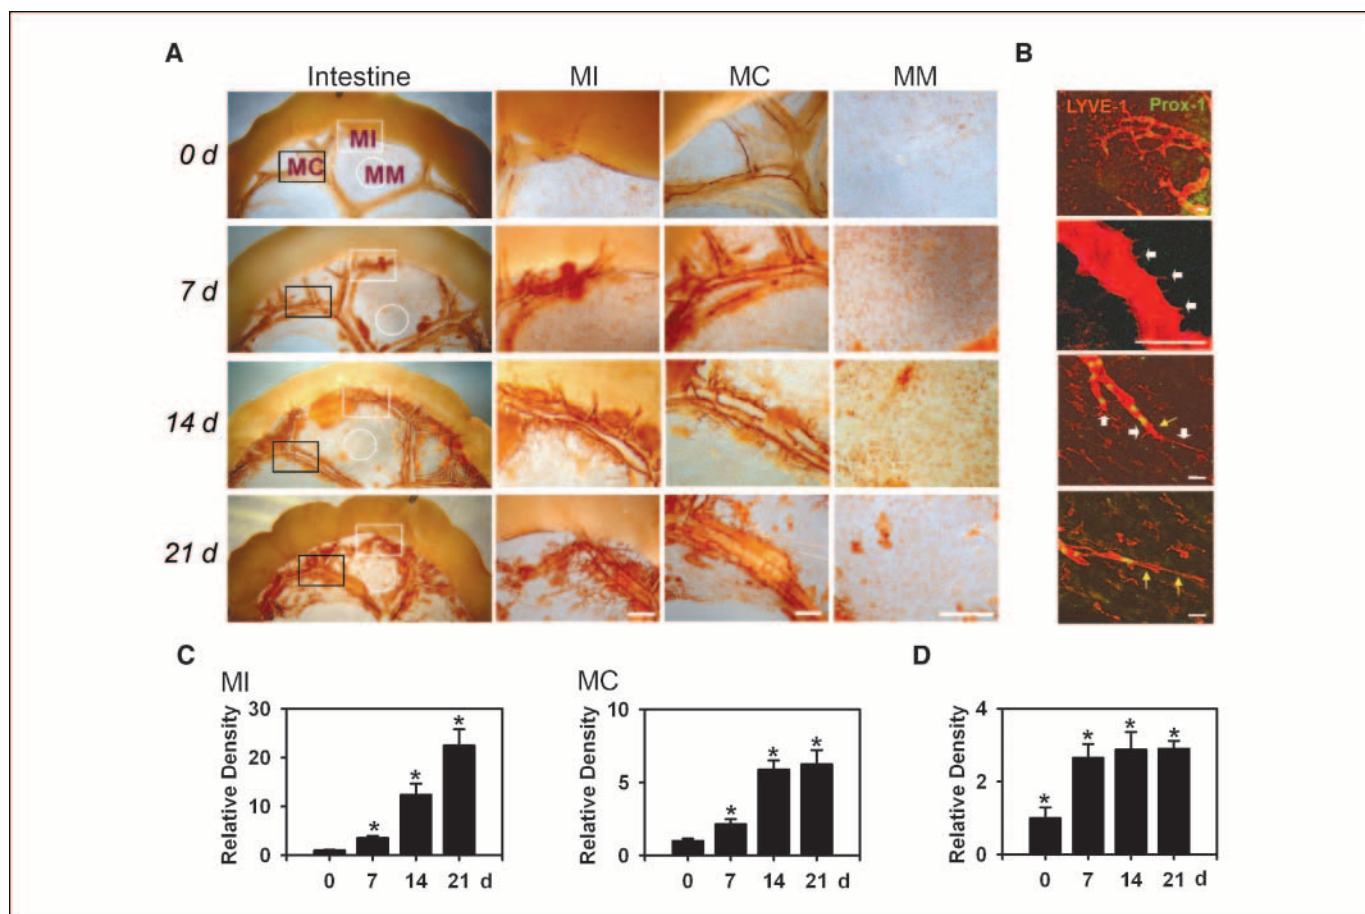 A
B
Intestine MI MC MM
0 d
MI
MC
MM
LYVE-1 Prox-1
7 d
14 d
21 d
C
D
MI
MC
Relative Density
30
20
10
0
*
*
*
0 7 14 21 d
Relative Density
10
5
0
*
*
*
0 7 14 21 d
Relative Density
4
2
0
*
*
*
*
0 7 14 21 d